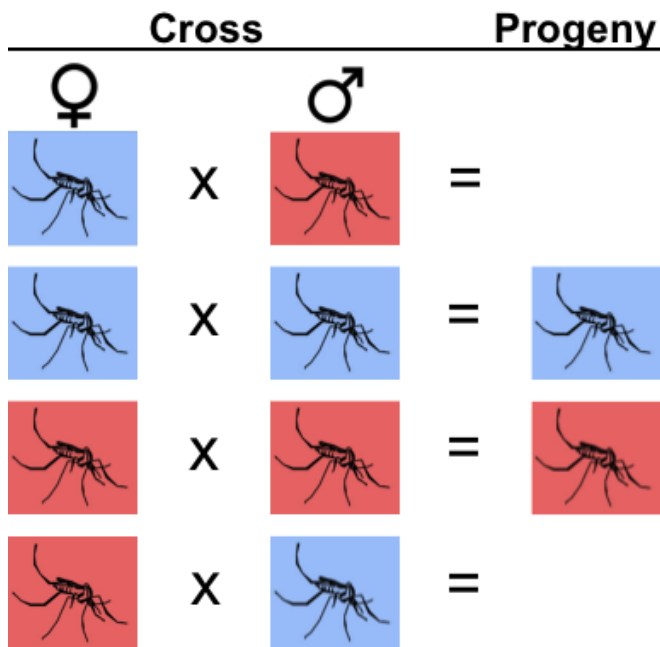 Cross Progeny
♀ ♂
x =
x =
x =
x =